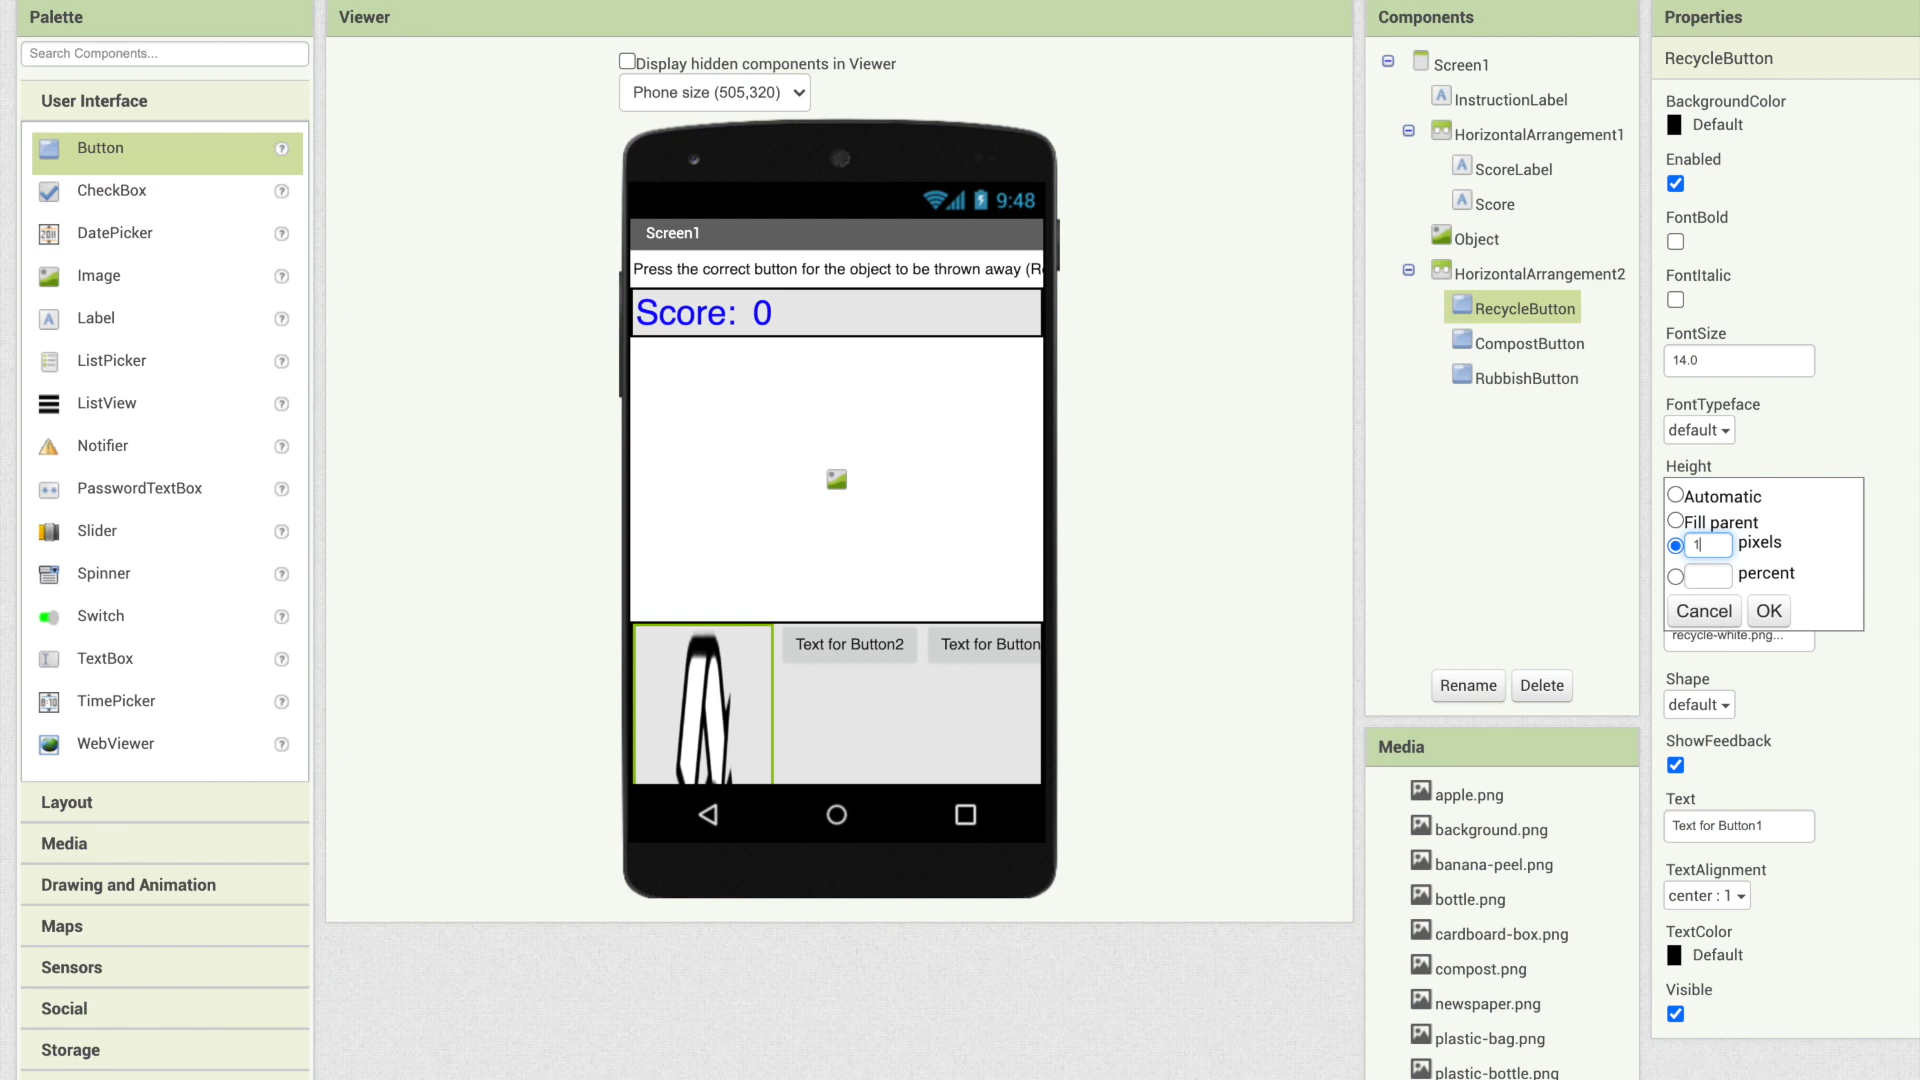 Palette
Search Components...
User Interface
Button
CheckBox
DatePicker
Image
Label
ListPicker
ListView
Notifier
PasswordTextBox
Slider
Spinner
Switch
TextBox
TimePicker
WebViewer
Layout
Media
Drawing and Animation
Maps
Sensors
Social
Storage
Viewer
Display hidden components in Viewer
Phone size (505,320)
9:48
Screen1
Press the correct button for the object to be thrown away (Re
Score: 0
Text for Button2
Text for Button
Components
Screen1
InstructionLabel
HorizontalArrangement1
ScoreLabel
Score
Object
HorizontalArrangement2
RecycleButton
CompostButton
RubbishButton
Rename Delete
Media
apple.png
background.png
banana-peel.png
bottle.png
cardboard-box.png
compost.png
newspaper.png
plastic-bag.png
plastic-bottle.png
Properties
RecycleButton
BackgroundColor
Default
Enabled
FontBold
FontItalic
FontSize
14.0
FontTypeface
default
Height
Automatic
Fill parent
1 pixels
percent
Cancel OK
recycle-white.png...
Shape
default
ShowFeedback
Text
Text for Button1
TextAlignment
center : 1
TextColor
Default
Visible